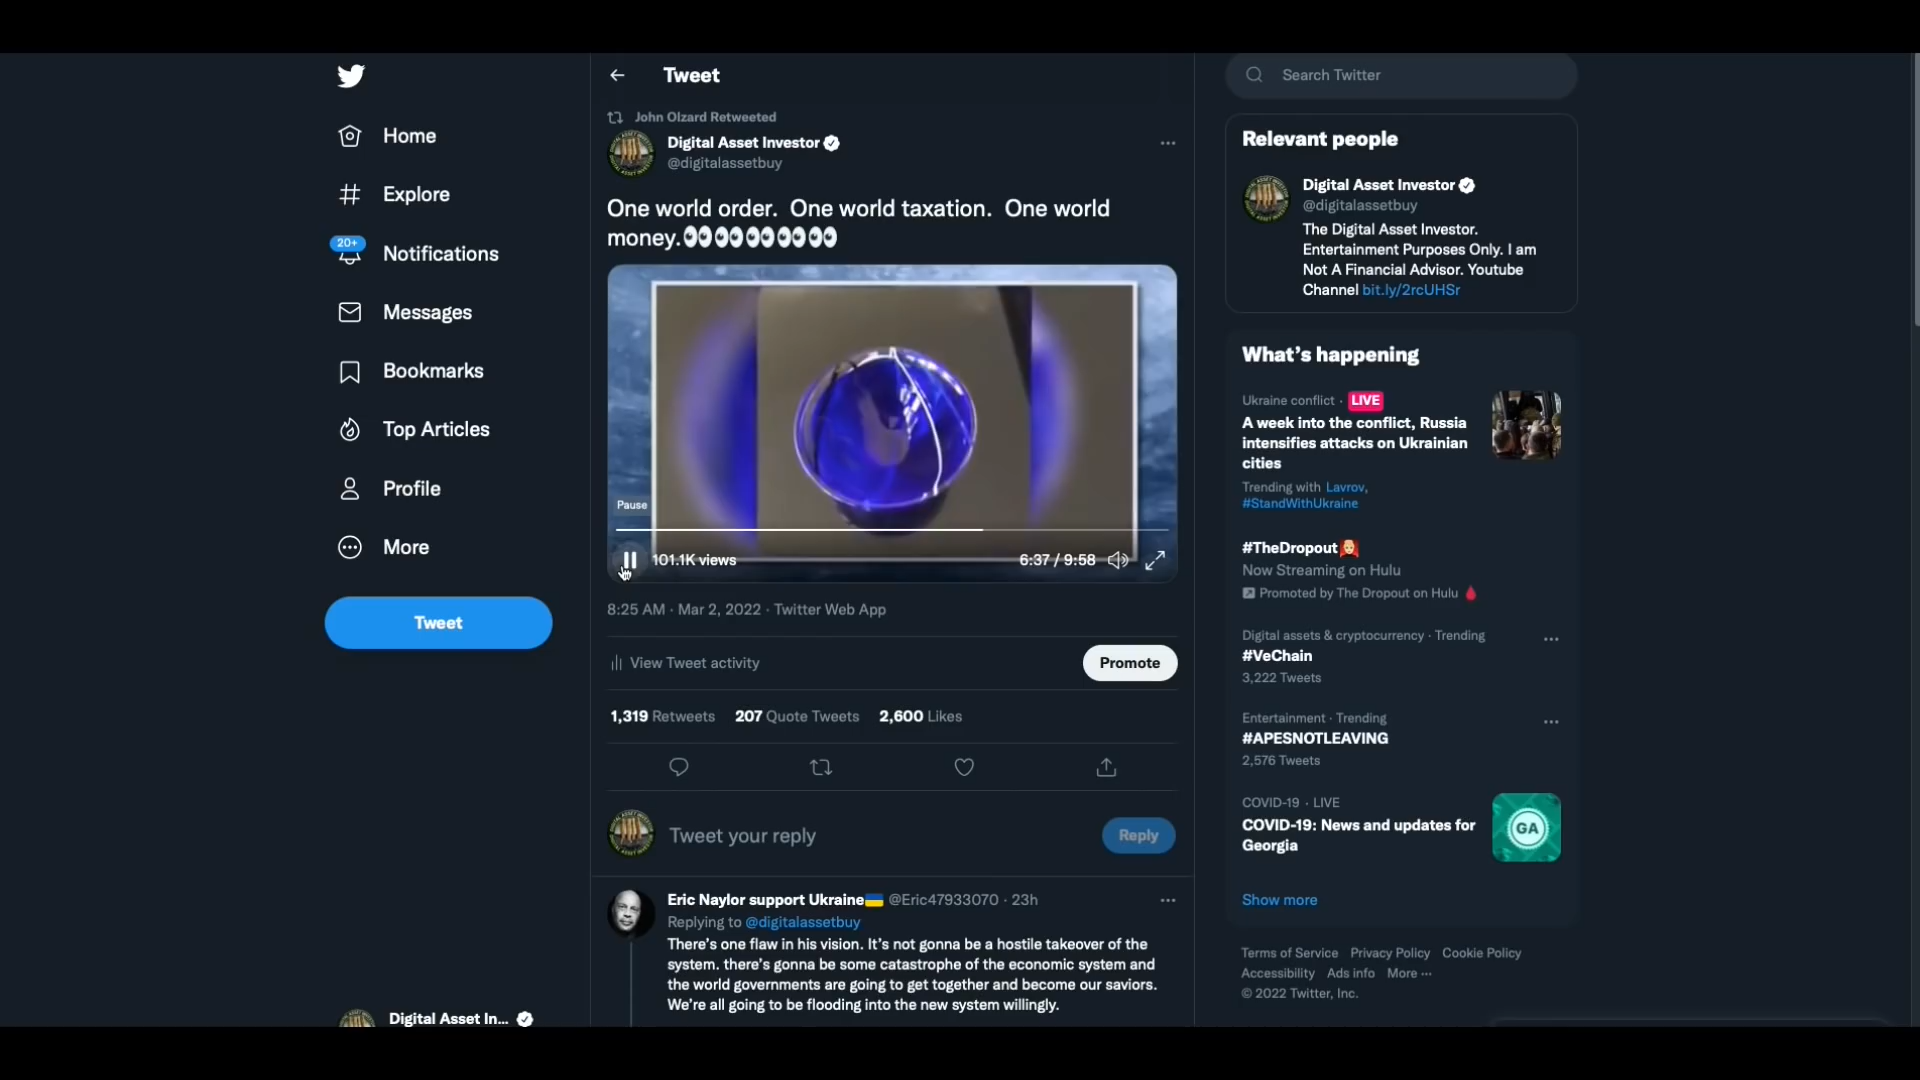 Tweet
Search Twitter
John Olzard Retweeted
Digital Asset Investor
@digitalassetbuy
One world order. One world taxation. One world
money.👀👀👀👀👀
Pause
101.1K views
6:37 / 9:58
8:25 AM · Mar 2, 2022 · Twitter Web App
View Tweet activity
Promote
1,319 Retweets 207 Quote Tweets 2,600 Likes
Tweet your reply
Reply
Eric Naylor support Ukraine🇺🇦 @Eric47933070 · 23h
Replying to @digitalassetbuy
There's one flaw in his vision. It's not gonna be a hostile takeover of the
system. there's gonna be some catastrophe of the economic system and
the world governments are going to get together and become our saviors.
We're all going to be flooding into the new system willingly.
Home
Explore
20+
Notifications
Messages
Bookmarks
Top Articles
Profile
More
Tweet
Digital Asset In...
Relevant people
Digital Asset Investor
@digitalassetbuy
The Digital Asset Investor.
Entertainment Purposes Only. I am
Not A Financial Advisor. Youtube
Channel bit.ly/2rcUHSr
What's happening
Ukraine conflict · LIVE
A week into the conflict, Russia
intensifies attacks on Ukrainian
cities
Trending with Lavrov,
#StandWithUkraine
#TheDropout
Now Streaming on Hulu
Promoted by The Dropout on Hulu 🩸
Digital assets & cryptocurrency · Trending
#VeChain
3,222 Tweets
Entertainment · Trending
#APESNOTLEAVING
2,576 Tweets
COVID-19 · LIVE
COVID-19: News and updates for
Georgia
GA
Show more
Terms of Service Privacy Policy Cookie Policy
Accessibility Ads info More ···
© 2022 Twitter, Inc.